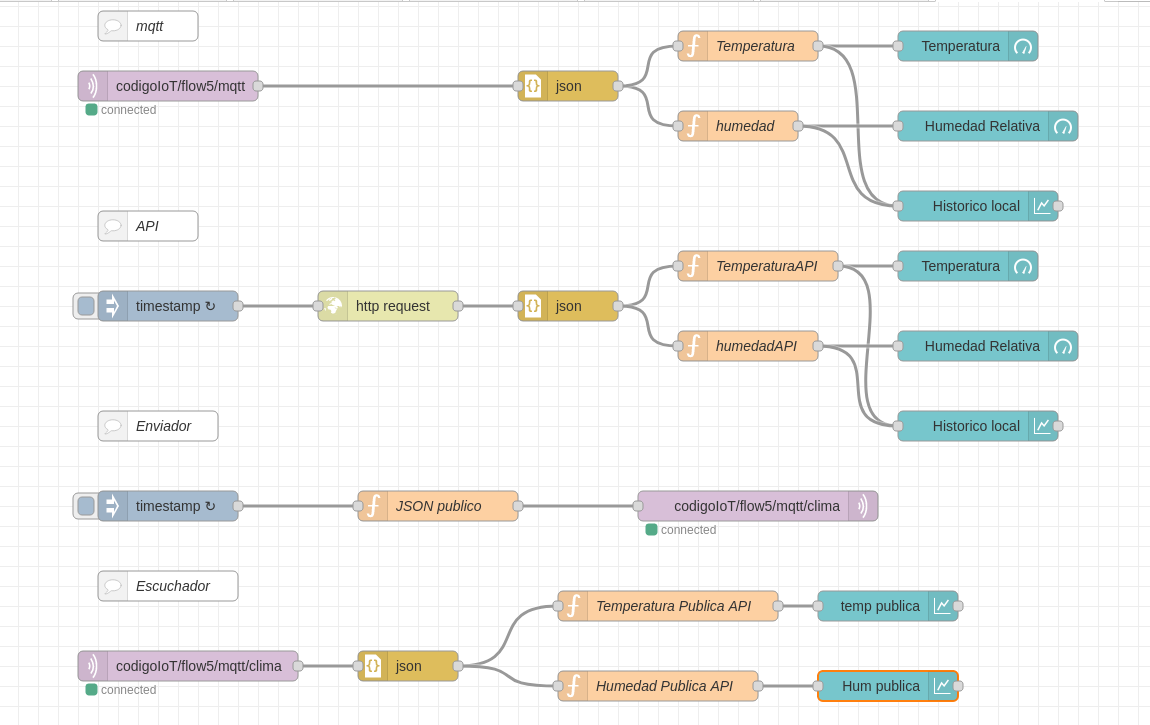 mqtt
codigoIoT/flow5/mqtt
connected
json
Temperatura
Temperatura
humedad
Humedad Relativa
Historico local
API
timestamp ↻
http request
json
TemperaturaAPI
Temperatura
humedadAPI
Humedad Relativa
Historico local
Enviador
timestamp ↻
JSON publico
codigoIoT/flow5/mqtt/clima
connected
Escuchador
codigoIoT/flow5/mqtt/clima
connected
json
Temperatura Publica API
temp publica
Humedad Publica API
Hum publica